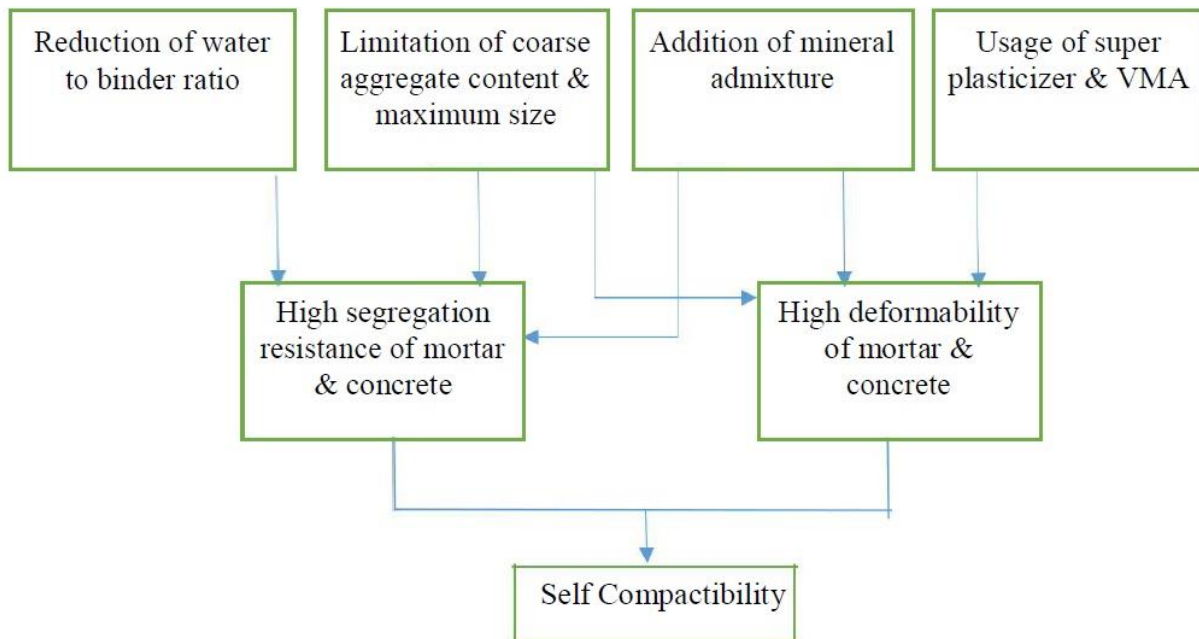 Reduction of water
to binder ratio
Limitation of coarse
aggregate content &
maximum size
Addition of mineral
admixture
Usage of super
plasticizer & VMA
High segregation
resistance of mortar
& concrete
High deformability
of mortar &
concrete
Self Compactibility